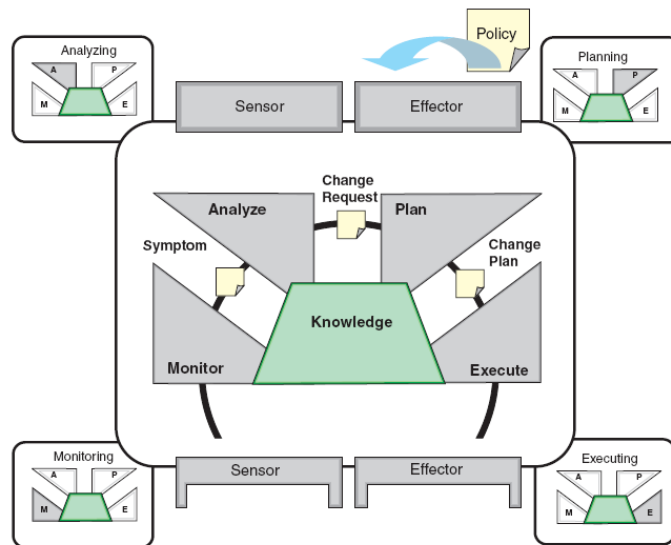 Analyzing
A
P
M
E
Policy
Planning
A
P
M
E
Sensor
Effector
Change
Request
Analyze
Plan
Symptom
Change
Plan
Knowledge
Monitor
Execute
Monitoring
A
P
M
E
Sensor
Effector
Executing
A
P
M
E